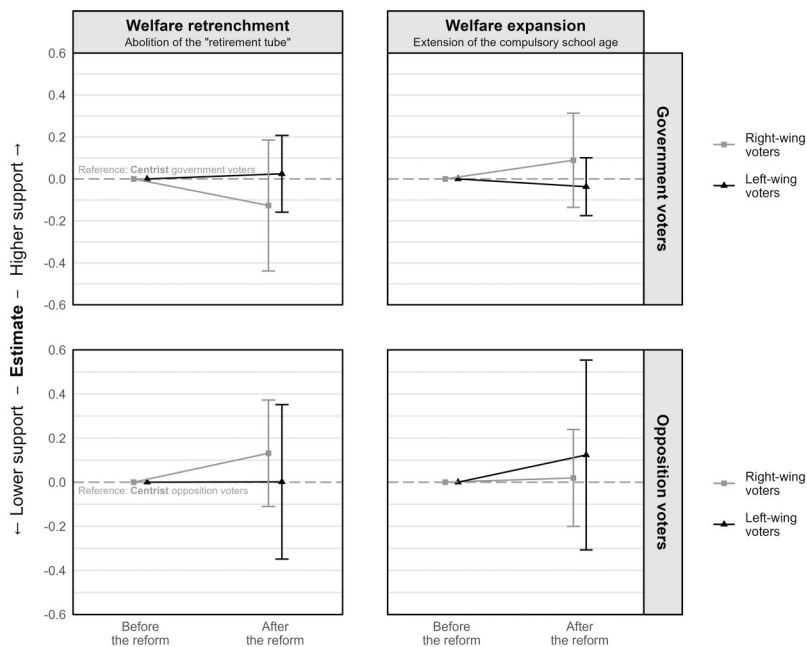 Welfare retrenchment
Abolition of the "retirement tube"
Welfare expansion
Extension of the compulsory school age
← Lower support – Estimate – Higher support →
0.6
0.4
0.2
0.0
-0.2
-0.4
-0.6
Reference: Centrist government voters
Government voters
Right-wing
voters
Left-wing
voters
0.6
0.4
0.2
0.0
-0.2
-0.4
-0.6
Reference: Centrist opposition voters
Opposition voters
Right-wing
voters
Left-wing
voters
Before
the reform
After
the reform
Before
the reform
After
the reform